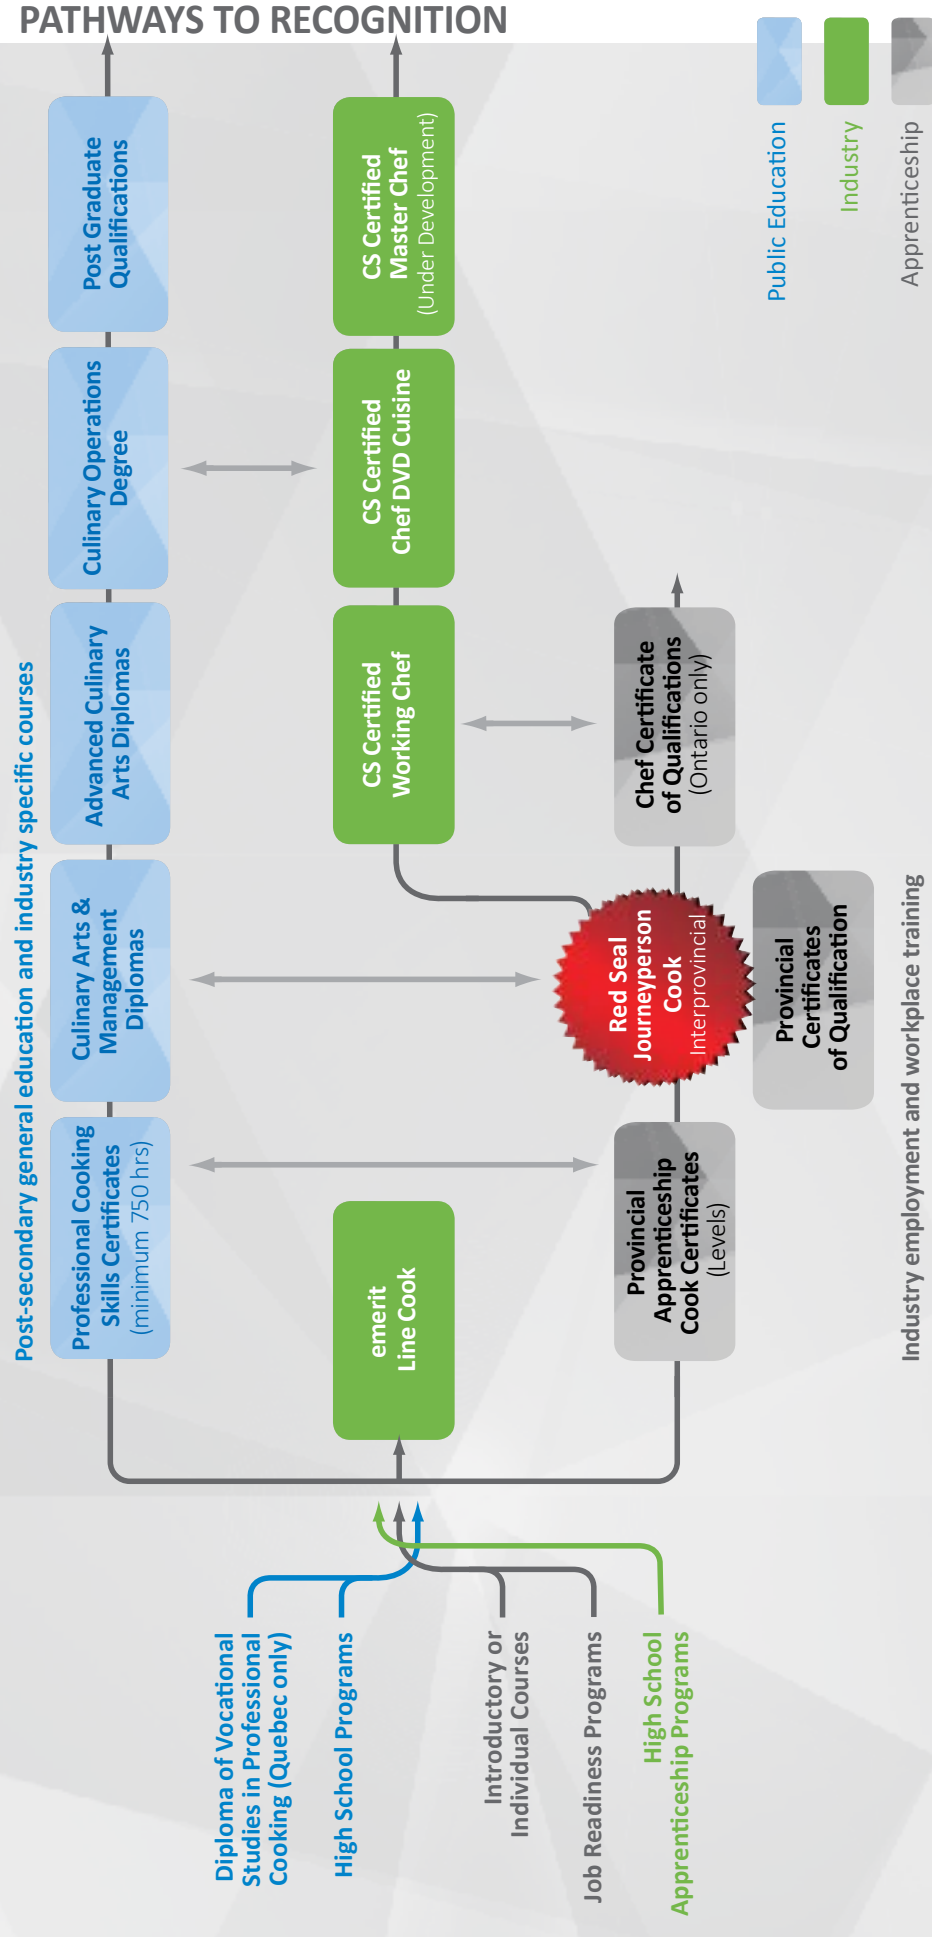 PATHWAYS TO RECOGNITION
Post-secondary general education and industry specific courses
Professional Cooking
Skills Certificates
(minimum 750 hrs)
Culinary Arts &
Management
Diplomas
Advanced Culinary
Arts Diplomas
Culinary Operations
Degree
Post Graduate
Qualifications
Diploma of Vocational
Studies in Professional
Cooking (Quebec only)
High School Programs
Introductory or
Individual Courses
Job Readiness Programs
High School
Apprenticeship Programs
emerit
Line Cook
CS Certified
Working Chef
CS Certified
Chef DVD Cuisine
CS Certified
Master Chef
(Under Development)
Provincial
Apprenticeship
Cook Certificates
(Levels)
Red Seal
Journeyperson
Cook
Interprovincial
Chef Certificate
of Qualifications
(Ontario only)
Provincial
Certificates
of Qualification
Industry employment and workplace training
Public Education
Industry
Apprenticeship